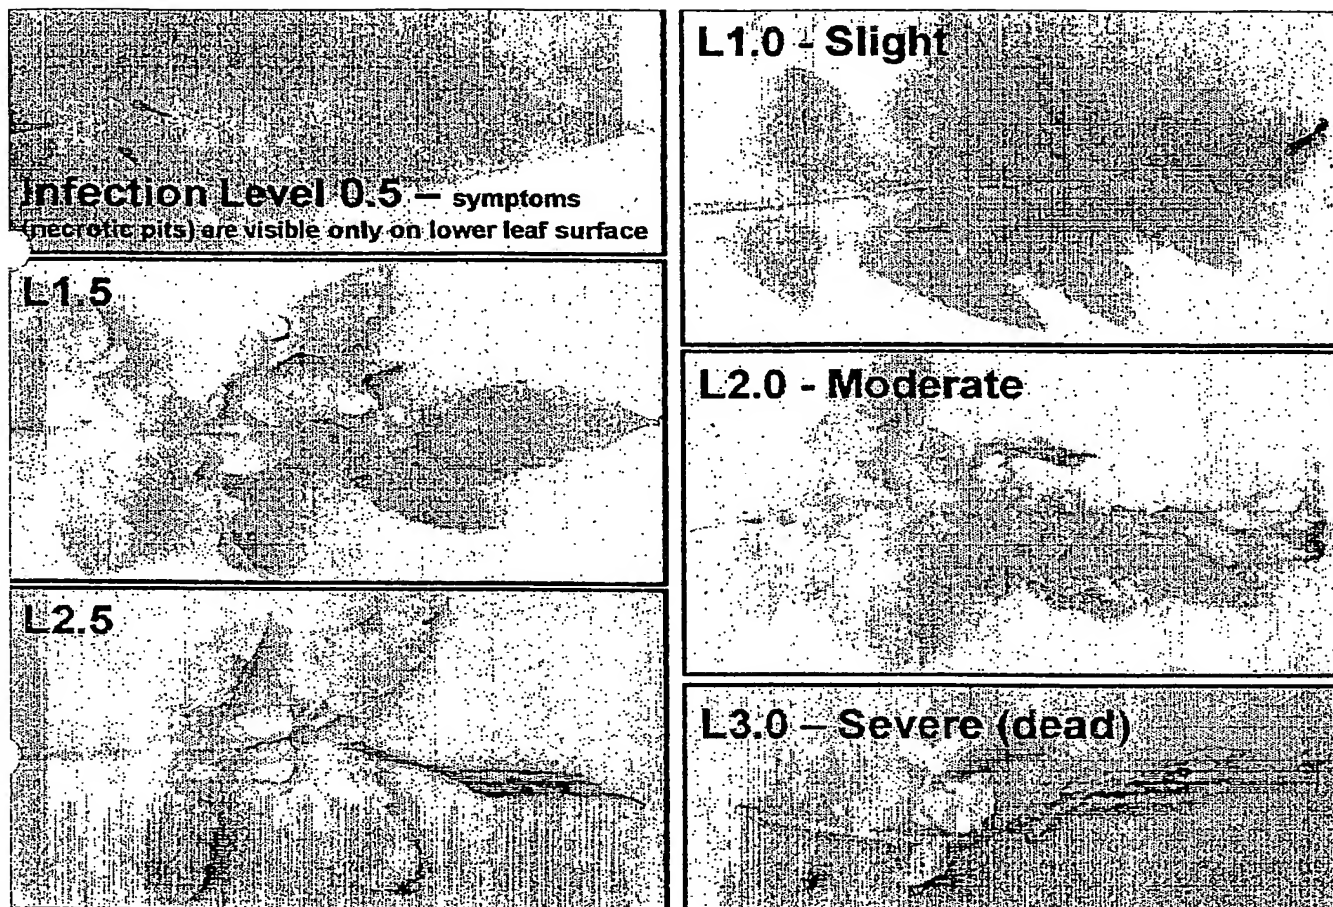 Infection Level 0.5 – symptoms
(necrotic pits) are visible only on lower leaf surface
L1.0 - Slight
L1.5
L2.0 - Moderate
L2.5
L3.0 – Severe (dead)